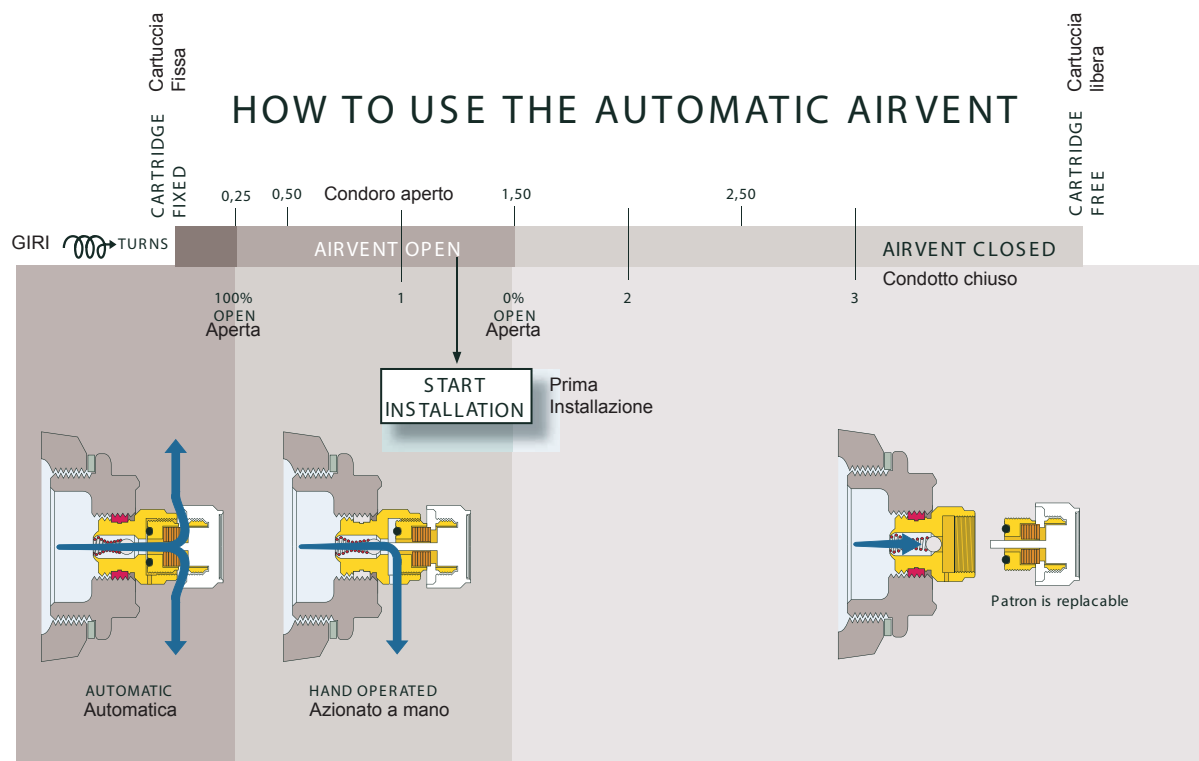 CARTRIDGE
FIXED
Cartuccia
Fissa
HOW TO USE THE AUTOMATIC AIRVENT
CARTRIDGE
FREE
Cartuccia
libera
0,25
0,50
Condoro aperto
1,50
2,50
GIRI
TURNS
AIRVENT OPEN
AIRVENT CLOSED
Condotto chiuso
100%
OPEN
Aperta
1
0%
OPEN
Aperta
2
3
START
INSTALLATION
Prima
Installazione
Patron is replacable
AUTOMATIC
Automatica
HAND OPERATED
Azionato a mano